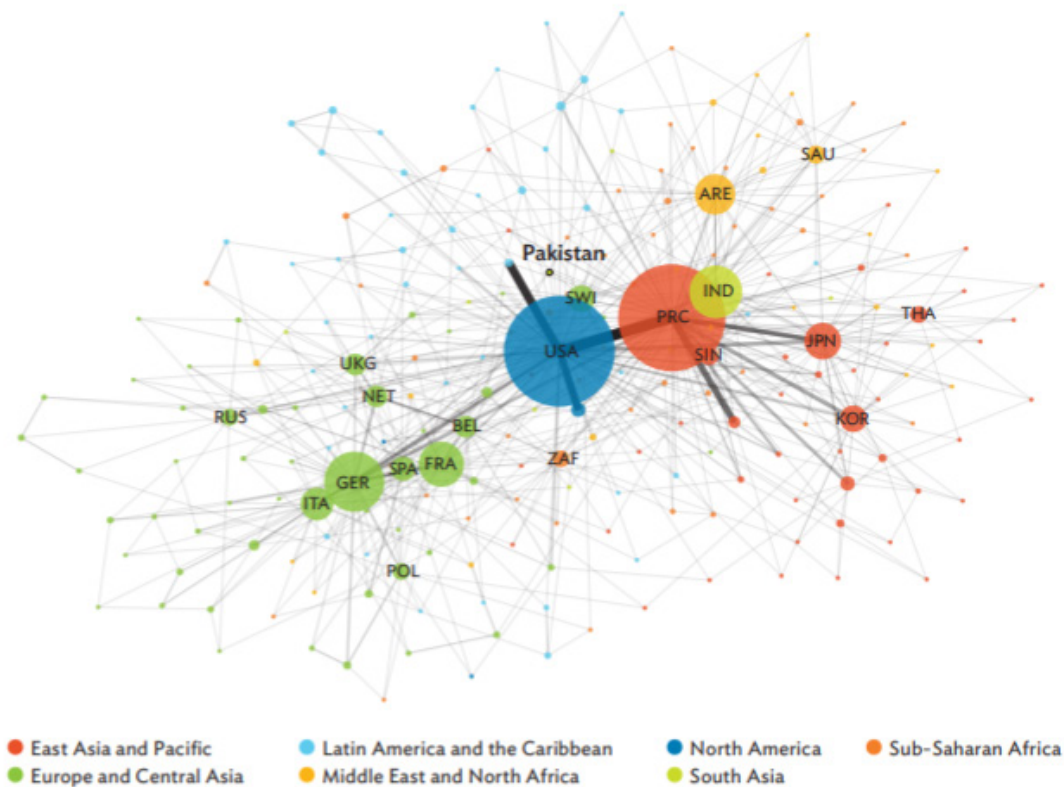 SAU
ARE
Pakistan
SWI
IND
PRC
THA
USA
SIN
JPN
UKG
NET
RUS
BEL
KOR
SPA
FRA
ZAF
GER
ITA
POL
East Asia and Pacific
Latin America and the Caribbean
North America
Sub-Saharan Africa
Europe and Central Asia
Middle East and North Africa
South Asia